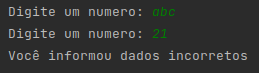 Digite um numero: abc
Digite um numero: 21
Você informou dados incorretos